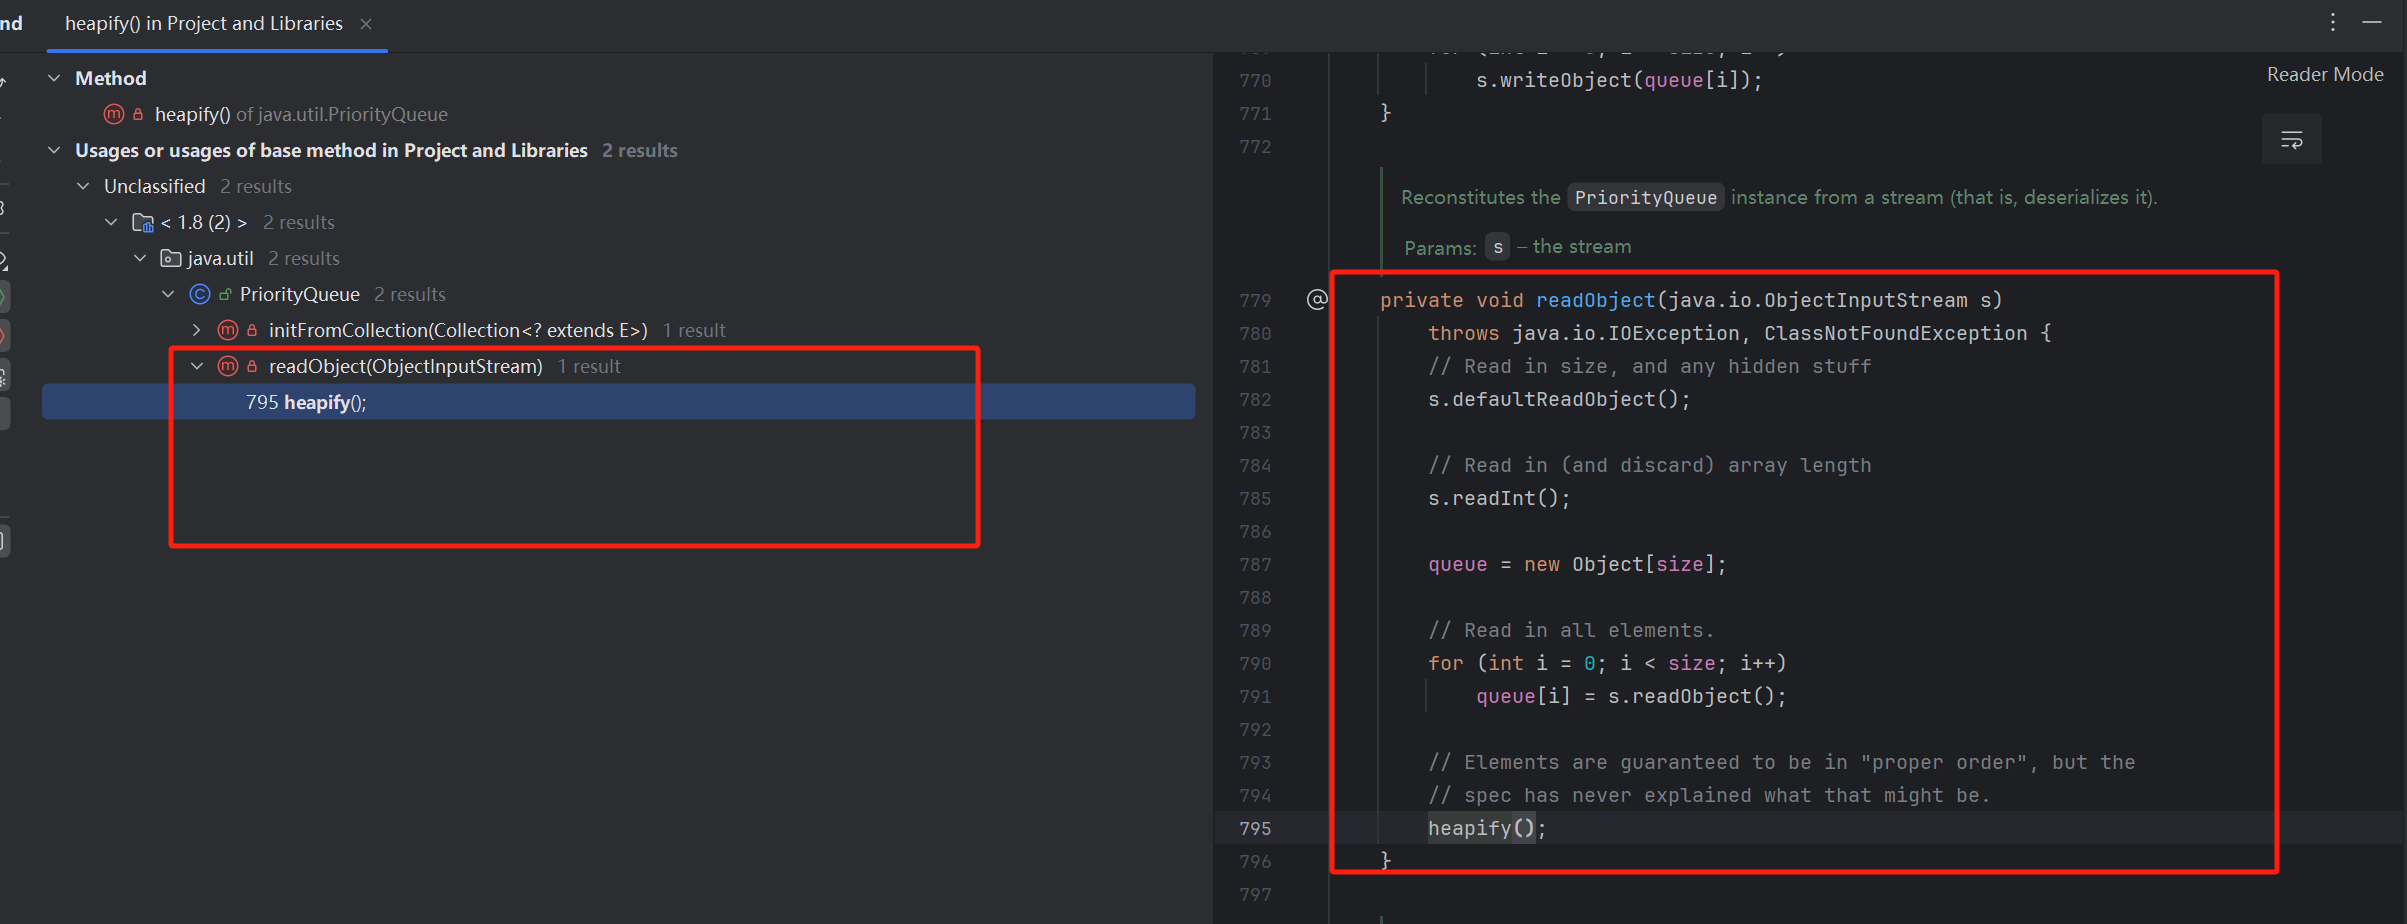 nd
heapify() in Project and Libraries
Method
heapify() of java.util.PriorityQueue
Usages or usages of base method in Project and Libraries 2 results
Unclassified 2 results
< 1.8 (2) > 2 results
java.util 2 results
PriorityQueue 2 results
initFromCollection(Collection<? extends E>) 1 result
readObject(ObjectInputStream) 1 result
795 heapify();
Reader Mode
770 s.writeObject(queue[i]);
771 }
772
Reconstitutes the PriorityQueue instance from a stream (that is, deserializes it).
Params: s – the stream
779 @ private void readObject(java.io.ObjectInputStream s)
780 throws java.io.IOException, ClassNotFoundException {
781 // Read in size, and any hidden stuff
782 s.defaultReadObject();
783
784 // Read in (and discard) array length
785 s.readInt();
786
787 queue = new Object[size];
788
789 // Read in all elements.
790 for (int i = 0; i < size; i++)
791 queue[i] = s.readObject();
792
793 // Elements are guaranteed to be in "proper order", but the
794 // spec has never explained what that might be.
795 heapify();
796 }
797